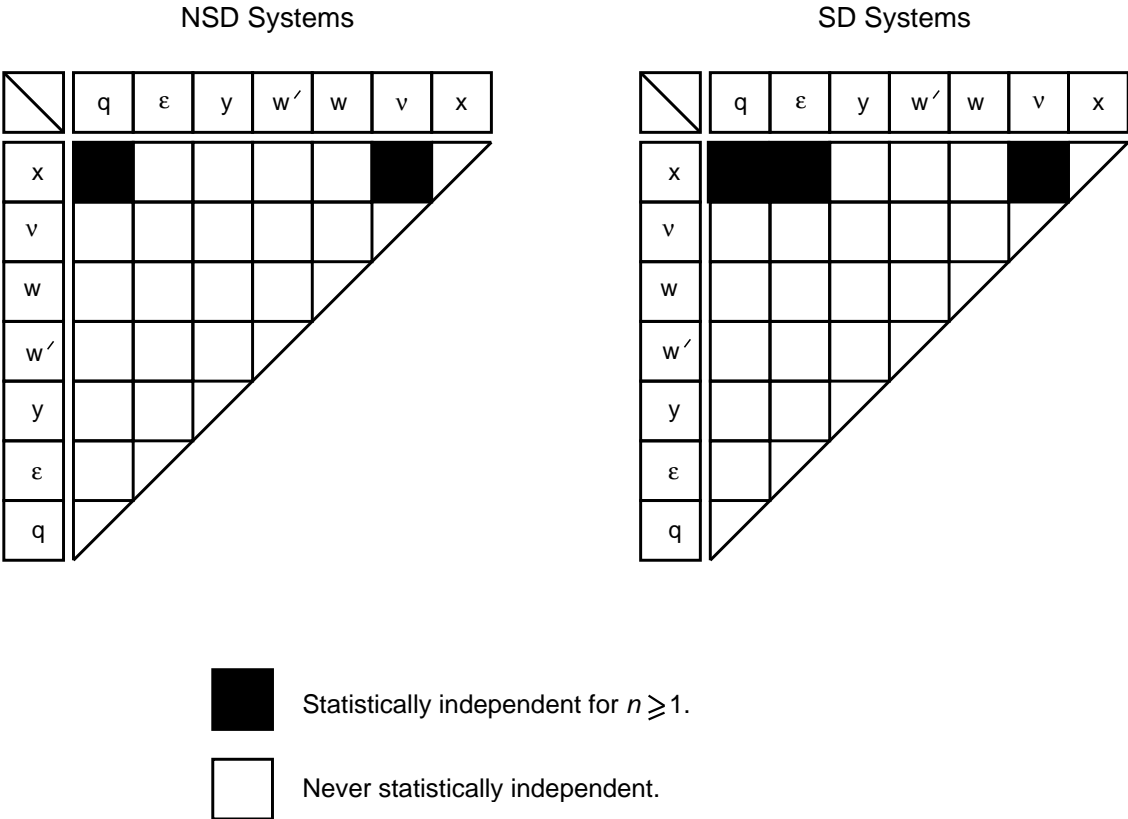 NSD Systems SD Systems
q ε y w′ w ν x q ε y w′ w ν x
x x
ν ν
w w
w′ w′
y y
ε ε
q q
Statistically independent for n ⩾ 1.
Never statistically independent.